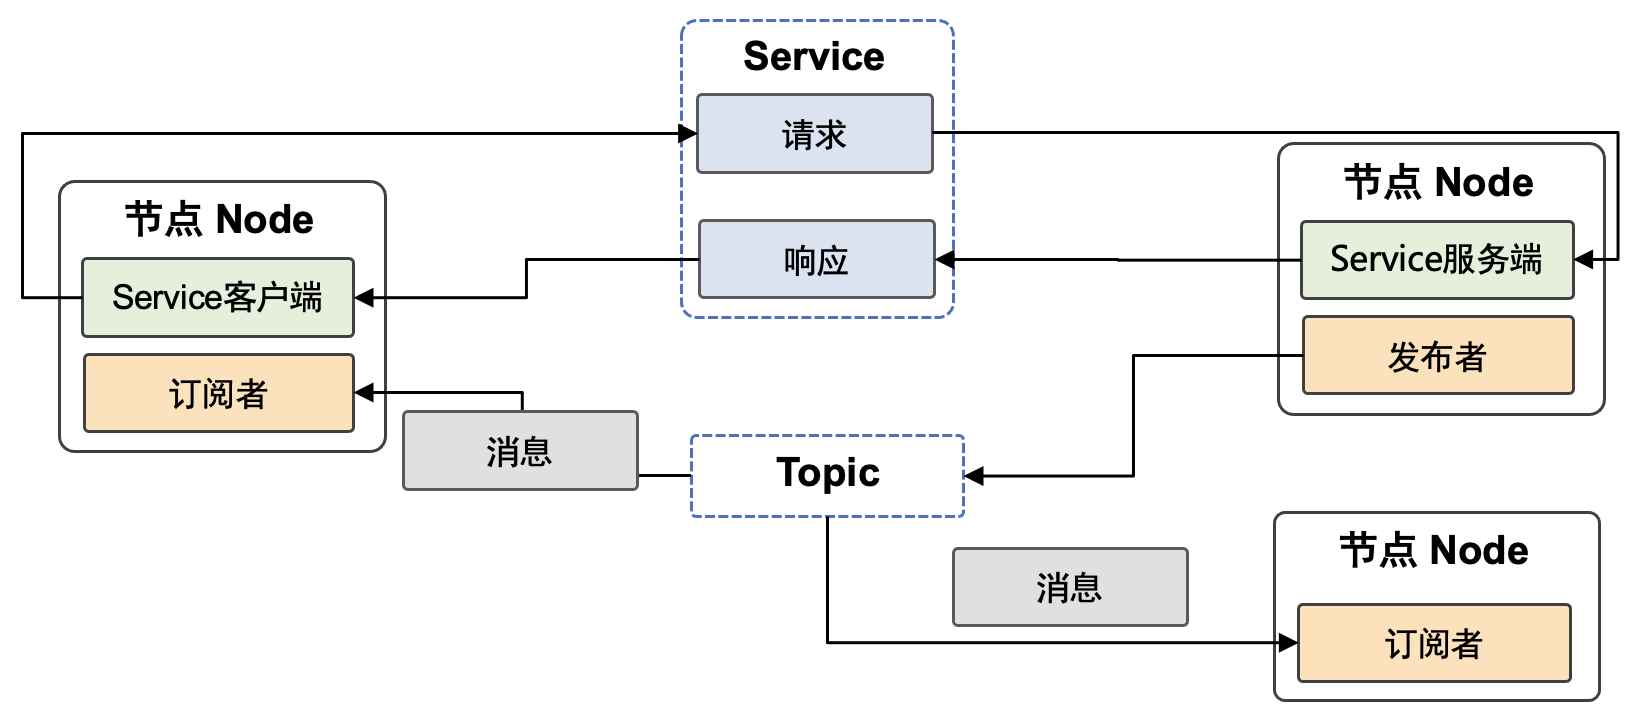 Service
请求
响应
节点 Node
Service客户端
订阅者
节点 Node
Service服务端
发布者
消息
Topic
消息
节点 Node
订阅者